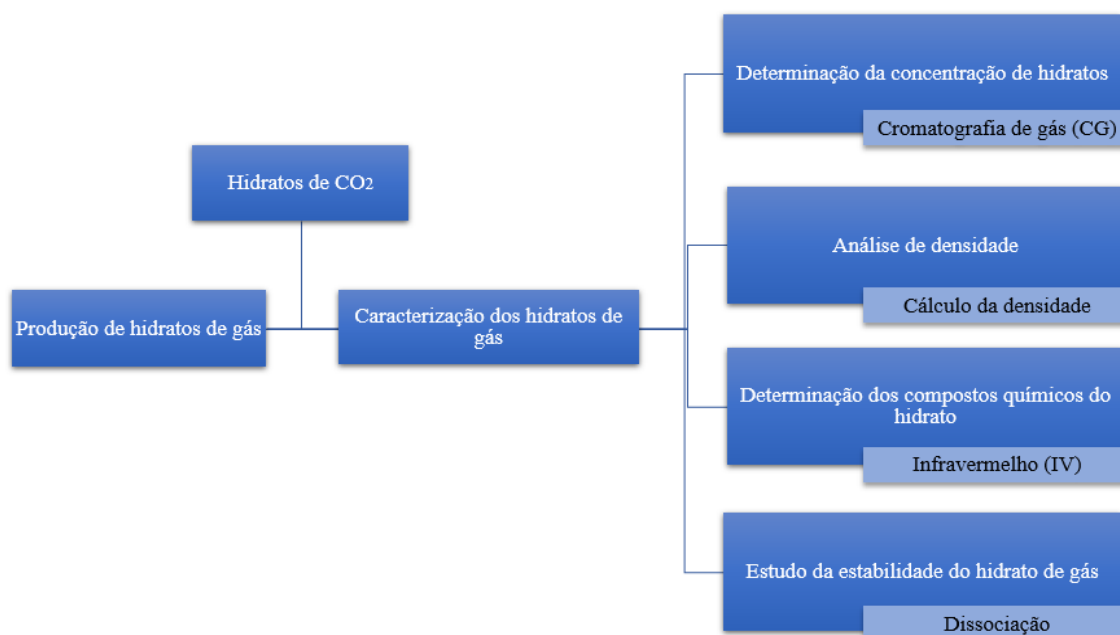 Hidratos de CO2
Produção de hidratos de gás
Caracterização dos hidratos de
gás
Determinação da concentração de hidratos
Cromatografia de gás (CG)
Análise de densidade
Cálculo da densidade
Determinação dos compostos químicos do
hidrato
Infravermelho (IV)
Estudo da estabilidade do hidrato de gás
Dissociação